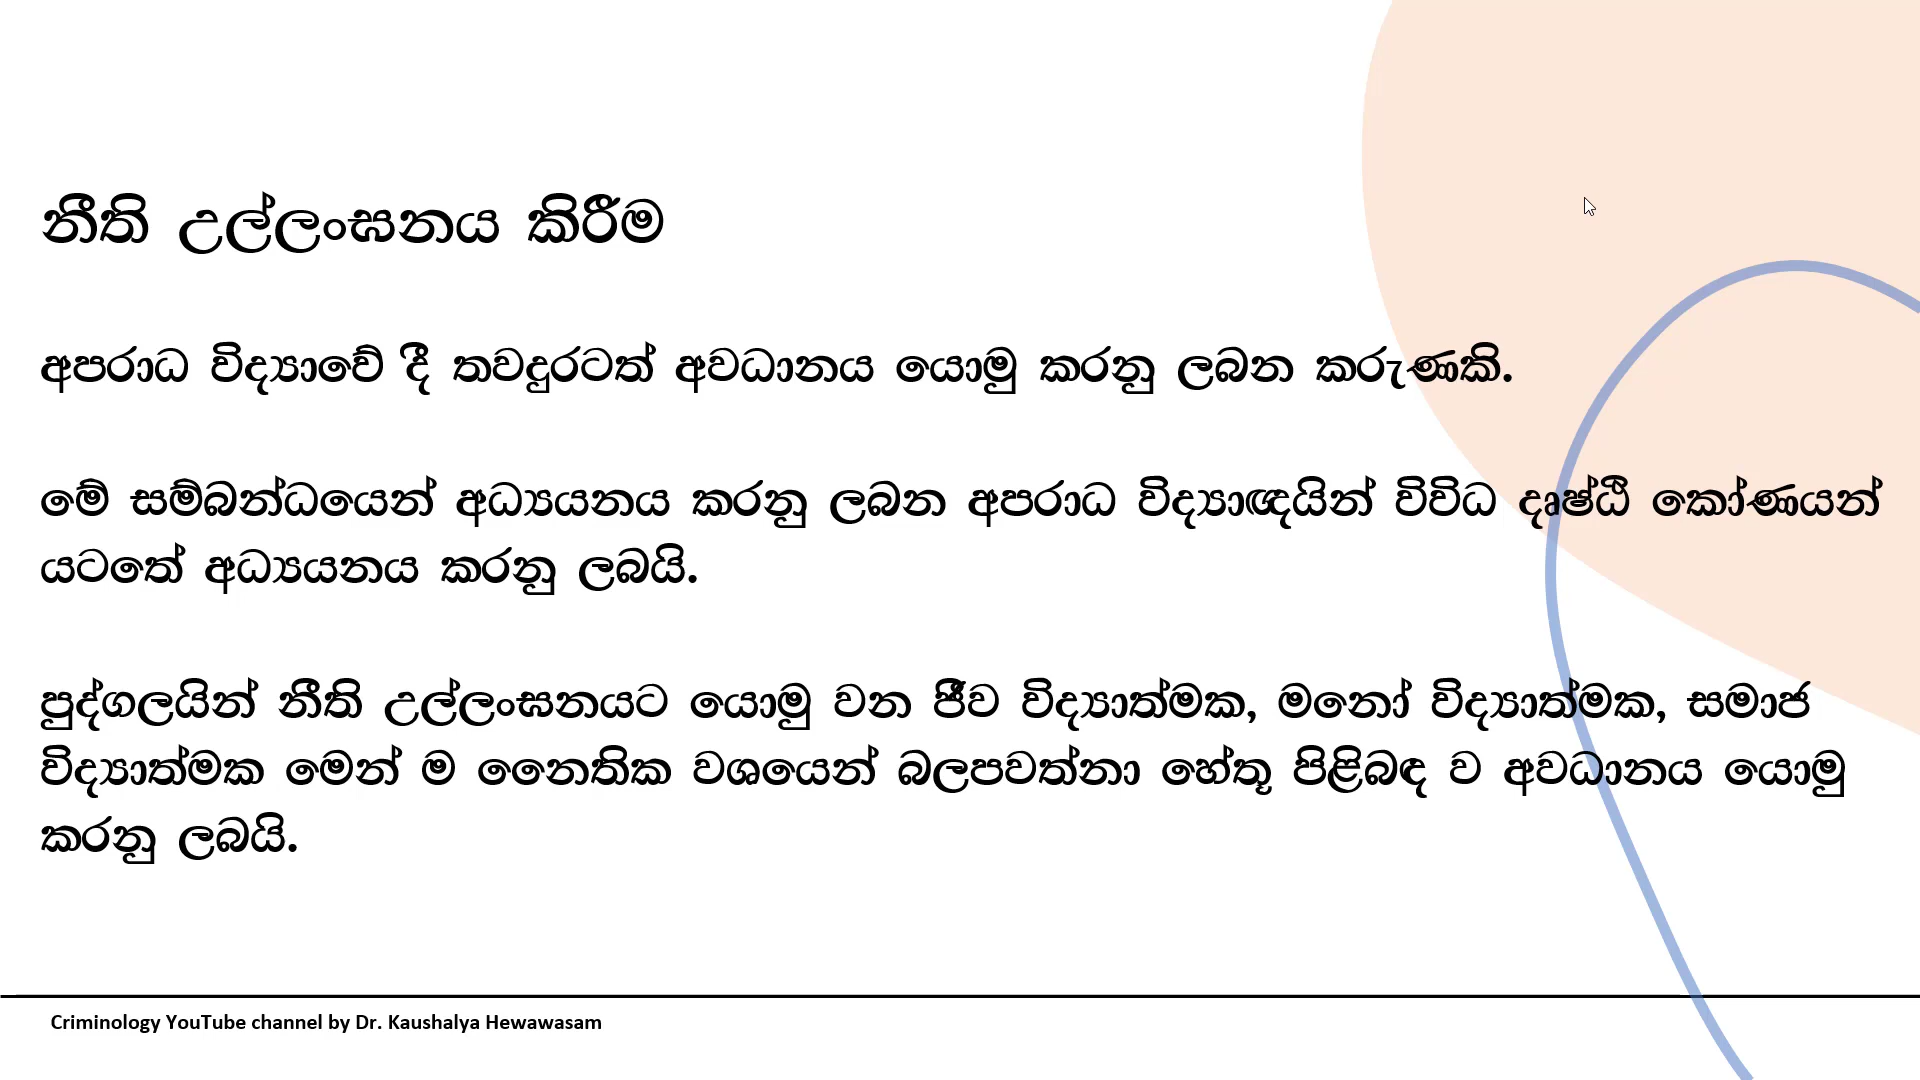 නීති උල්ලංඝනය කිරීම
අපරාධ විද්‍යාවේ දී තවදුරටත් අවධානය යොමු කරනු ලබන කරුණකි.
මේ සම්බන්ධයෙන් අධ්‍යයනය කරනු ලබන අපරාධ විද්‍යාඥයින් විවිධ දෘෂ්ඨි කෝණයන්
යටතේ අධ්‍යයනය කරනු ලබයි.
පුද්ගලයින් නීති උල්ලංඝනයට යොමු වන ජීව විද්‍යාත්මක, මනෝ විද්‍යාත්මක, සමාජ
විද්‍යාත්මක මෙන් ම නෛතික වශයෙන් බලපවත්නා හේතූ පිළිබඳ ව අවධානය යොමු
කරනු ලබයි.
Criminology YouTube channel by Dr. Kaushalya Hewawasam